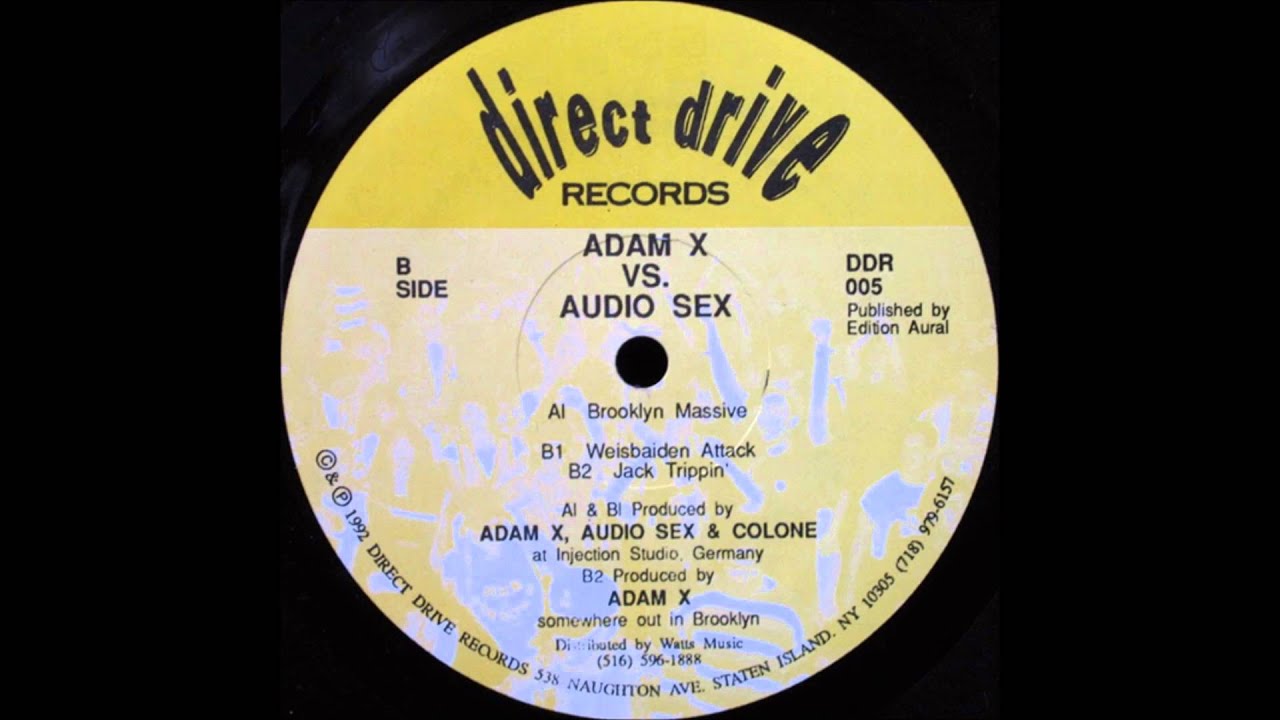 direct drive
RECORDS
ADAM X
VS.
AUDIO SEX
B
SIDE
DDR
005
Published by
Edition Aural
AI Brooklyn Massive
B1 Weisbaiden Attack
B2 Jack Trippin'
AI & BI Produced by
ADAM X, AUDIO SEX & COLONE
at Injection Studio, Germany
B2 Produced by
ADAM X
somewhere out in Brooklyn
Distributed by Watts Music
(516) 596-1888
©&℗ 1992 DIRECT DRIVE RECORDS 538 NAUGHTON AVE. STATEN ISLAND. NY 10305 (718) 979-6157